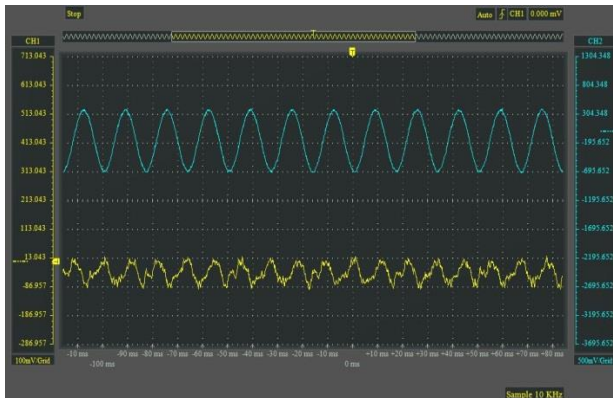 Stop
Auto CH1 0.000 mV
CH1
CH2
T
713.043
613.043
513.043
413.043
313.043
213.043
113.043
13.043
-86.957
-186.957
-286.957
1304.348
804.348
304.348
-195.652
-695.652
-1195.652
-1695.652
-2195.652
-2695.652
-3195.652
-3695.652
-10 ms -90 ms -80 ms -70 ms -60 ms -50 ms -40 ms -30 ms -20 ms -10 ms +10 ms +20 ms +30 ms +40 ms +50 ms +60 ms +70 ms +80 ms
-100 ms 0 ms
100mV/Grid
500mV/Grid
Sample 10 KHz